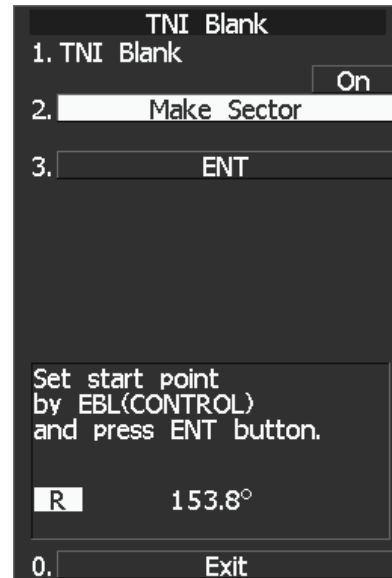 TNI Blank
1. TNI Blank
On
2. Make Sector
3. ENT
Set start point
by EBL(CONTROL)
and press ENT button.
R 153.8°
0. Exit